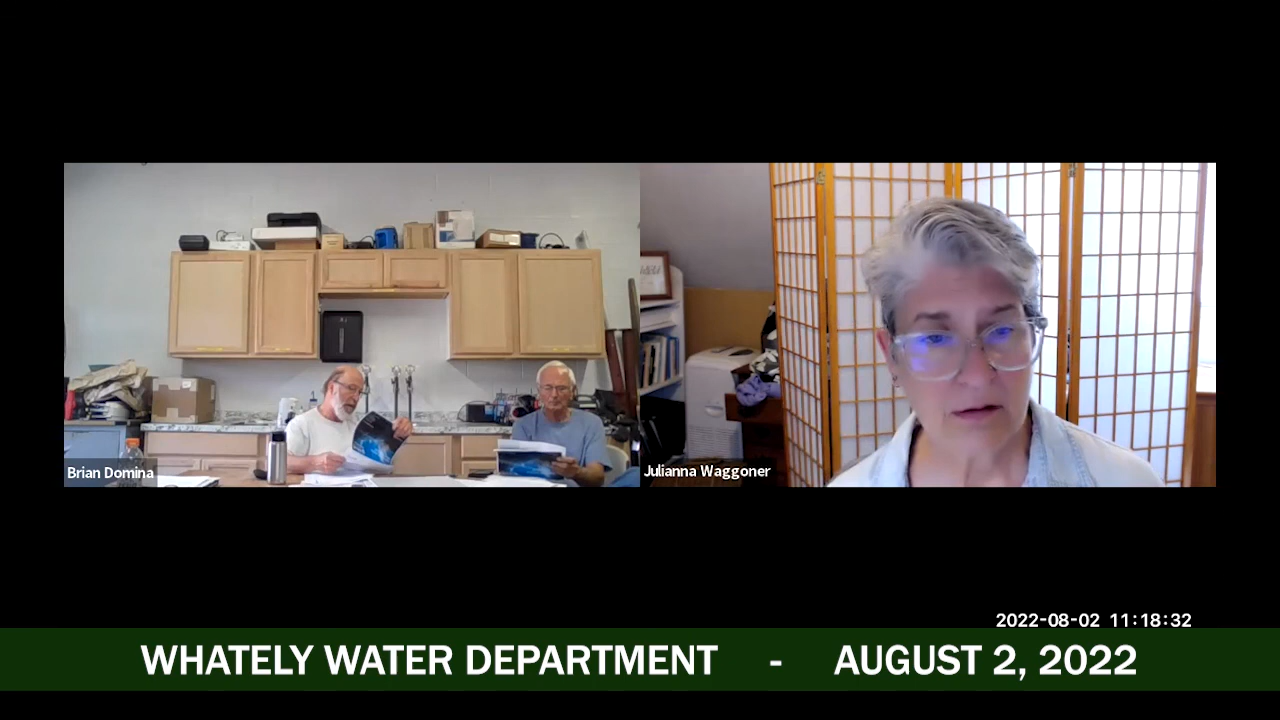 Brian Domina
Julianna Waggoner
2022-08-02 11:18:32
WHATELY WATER DEPARTMENT - AUGUST 2, 2022